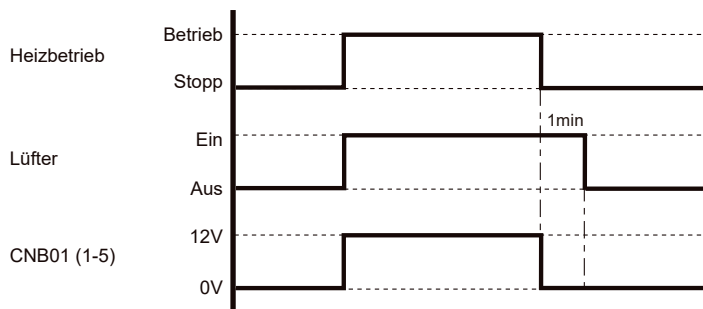 Betrieb
Heizbetrieb
Stopp
1min
Ein
Lüfter
Aus
12V
CNB01 (1-5)
0V